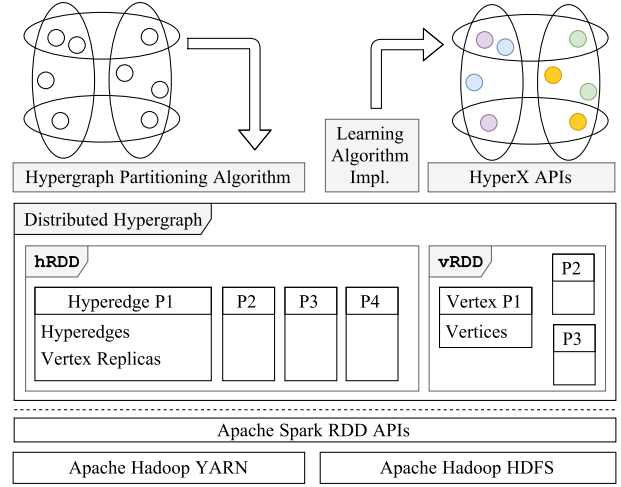 Learning
Algorithm
Impl.
Hypergraph Partitioning Algorithm
HyperX APIs
Distributed Hypergraph
hRDD
Hyperedge P1
Hyperedges
Vertex Replicas
P2
P3
P4
vRDD
Vertex P1
Vertices
P2
P3
Apache Spark RDD APIs
Apache Hadoop YARN
Apache Hadoop HDFS